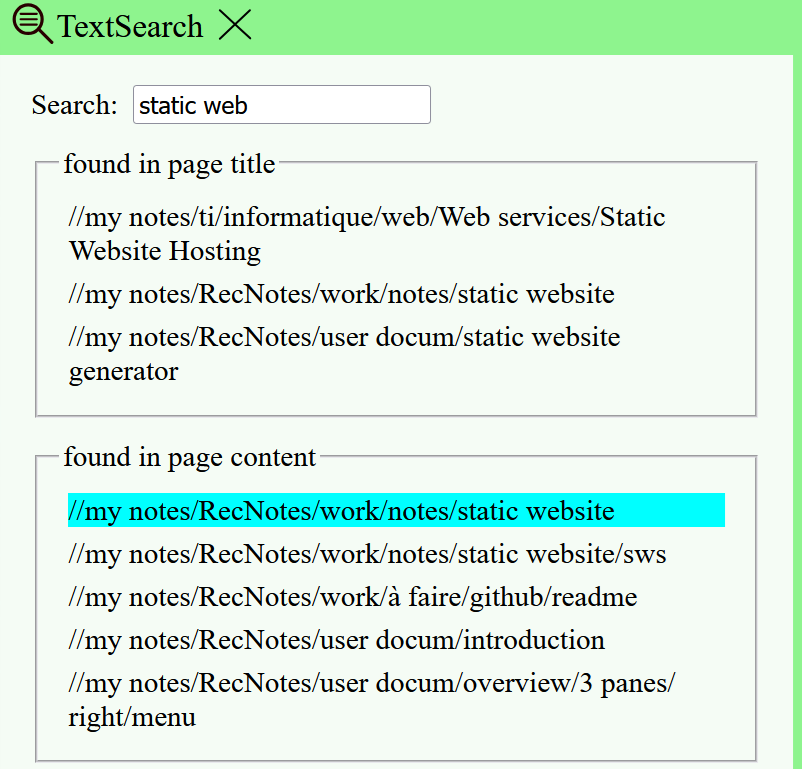 TextSearch
Search: static web
found in page title
//my notes/ti/informatique/web/Web services/Static
Website Hosting
//my notes/RecNotes/work/notes/static website
//my notes/RecNotes/user docum/static website
generator
found in page content
//my notes/RecNotes/work/notes/static website
//my notes/RecNotes/work/notes/static website/sws
//my notes/RecNotes/work/à faire/github/readme
//my notes/RecNotes/user docum/introduction
//my notes/RecNotes/user docum/overview/3 panes/
right/menu